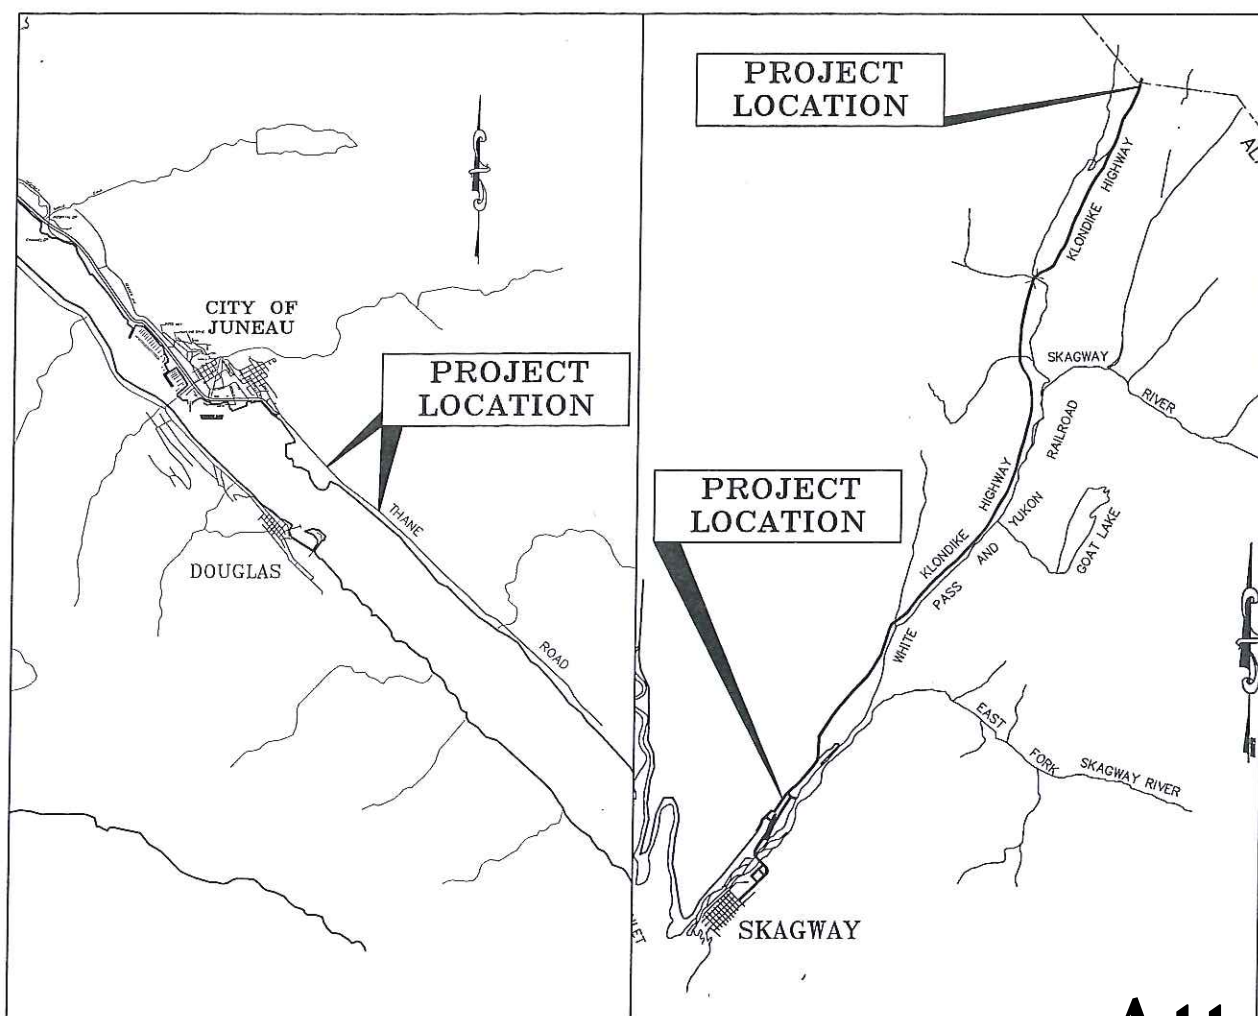 CITY OF
JUNEAU
PROJECT
LOCATION
THANE
ROAD
DOUGLAS
PROJECT
LOCATION
KLONDIKE
HIGHWAY
SKAGWAY
RIVER
RAILROAD
YUKON
AND
PASS
WHITE
PROJECT
LOCATION
KLONDIKE
HIGHWAY
GOAT LAKE
EAST
FORK
SKAGWAY RIVER
SKAGWAY